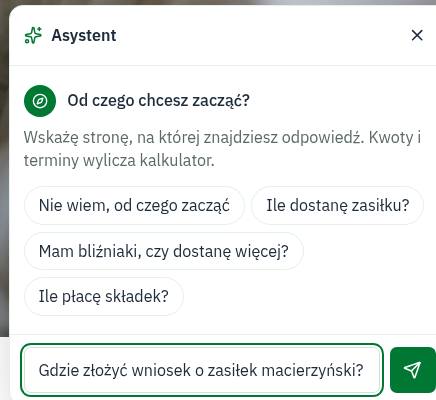 Asystent
Od czego chcesz zacząć?
Wskażę stronę, na której znajdziesz odpowiedź. Kwoty i
terminy wylicza kalkulator.
Nie wiem, od czego zacząć
Ile dostanę zasiłku?
Mam bliźniaki, czy dostanę więcej?
Ile płacę składek?
Gdzie złożyć wniosek o zasiłek macierzyński?